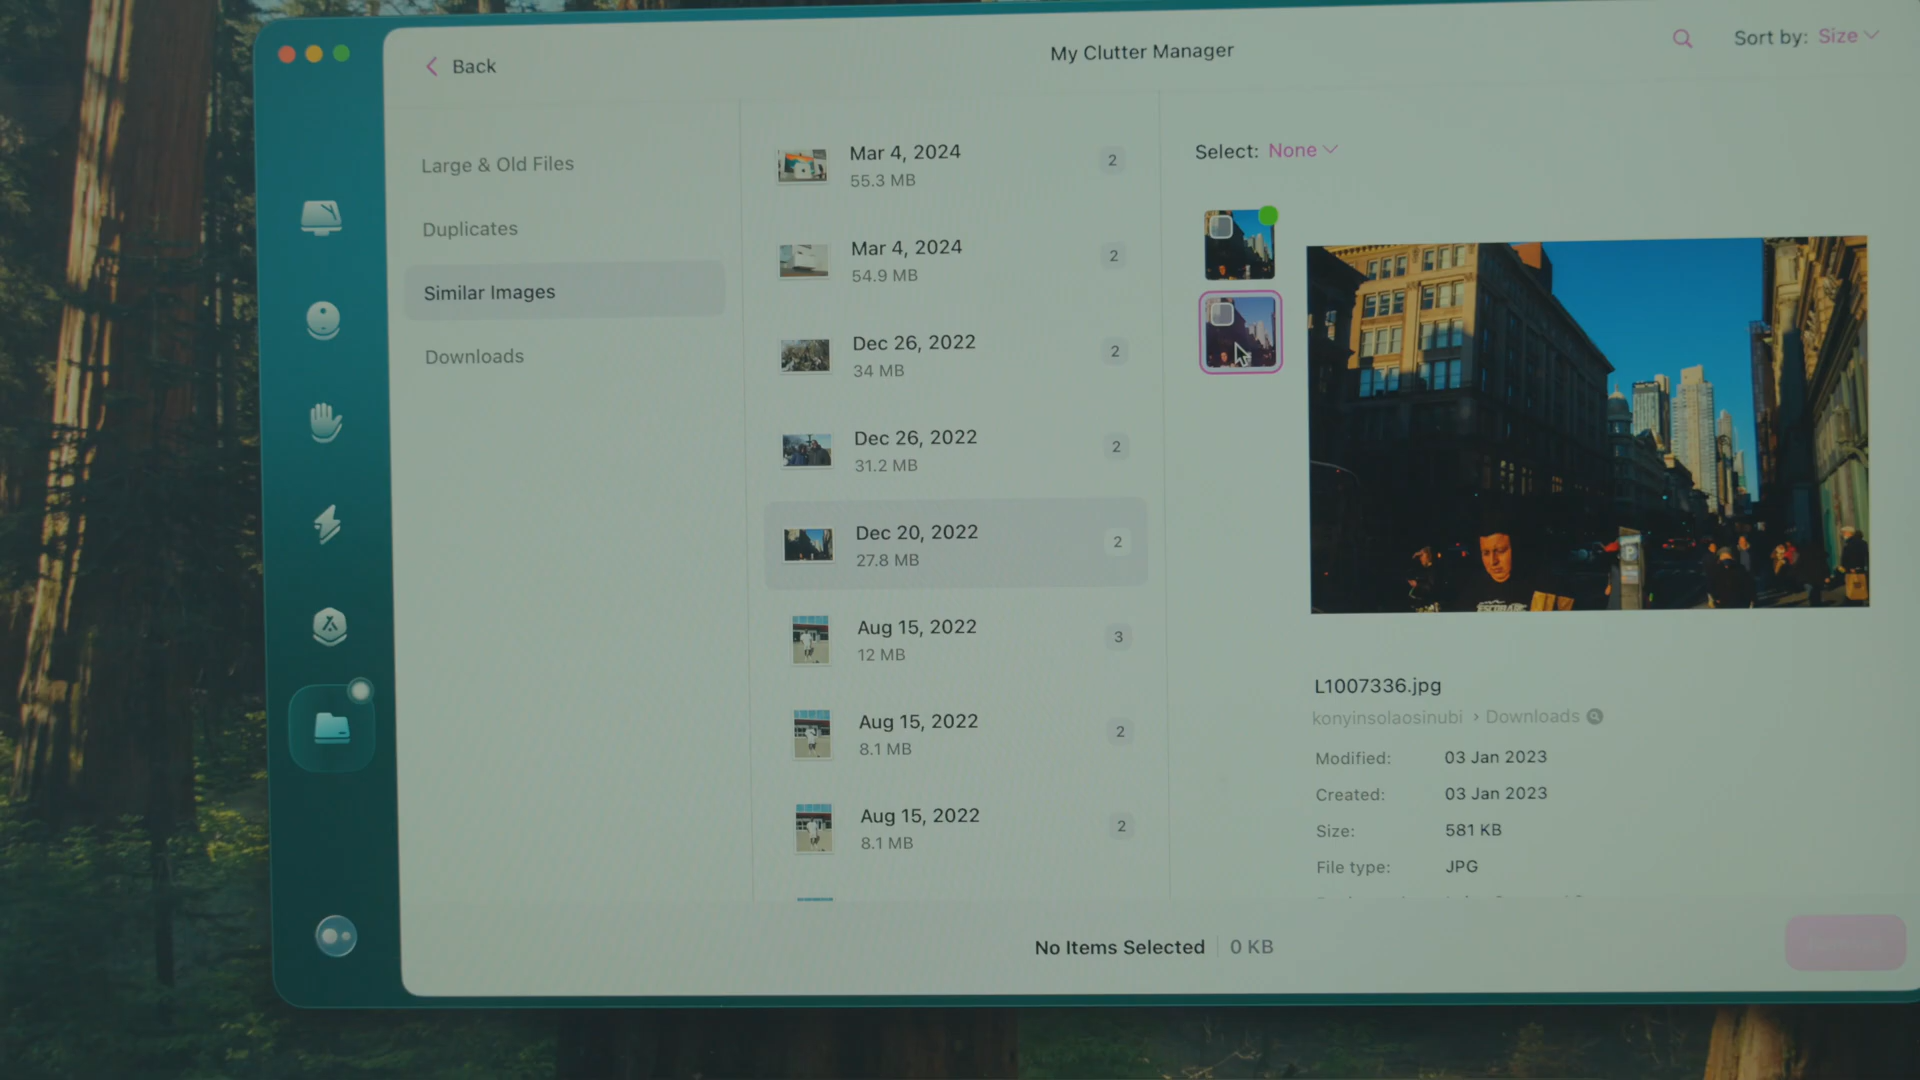 Back
My Clutter Manager
Sort by: Size
Large & Old Files
Duplicates
Similar Images
Downloads
Mar 4, 2024
55.3 MB
2
Mar 4, 2024
54.9 MB
2
Dec 26, 2022
34 MB
2
Dec 26, 2022
31.2 MB
2
Dec 20, 2022
27.8 MB
2
Aug 15, 2022
12 MB
3
Aug 15, 2022
8.1 MB
2
Aug 15, 2022
8.1 MB
2
Select: None
P
L1007336.jpg
konyinsolaosinubi › Downloads
Modified: 03 Jan 2023
Created: 03 Jan 2023
Size: 581 KB
File type: JPG
No Items Selected
0 KB